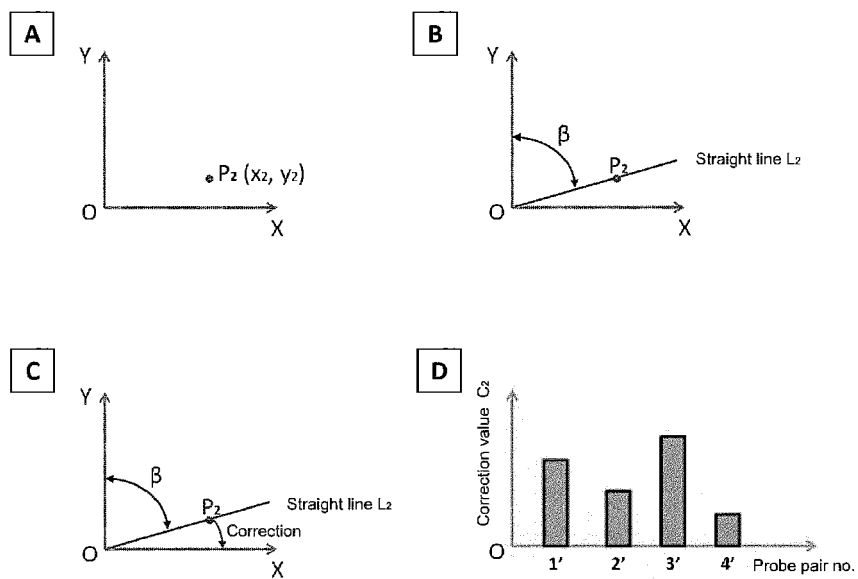 A
Y
P₂ (x₂, y₂)
O
X
B
Y
β
P₂
Straight line L₂
O
X
C
Y
β
P₂
Straight line L₂
Correction
O
X
D
Correction value C₂
O
1’ 2’ 3’ 4’ Probe pair no.